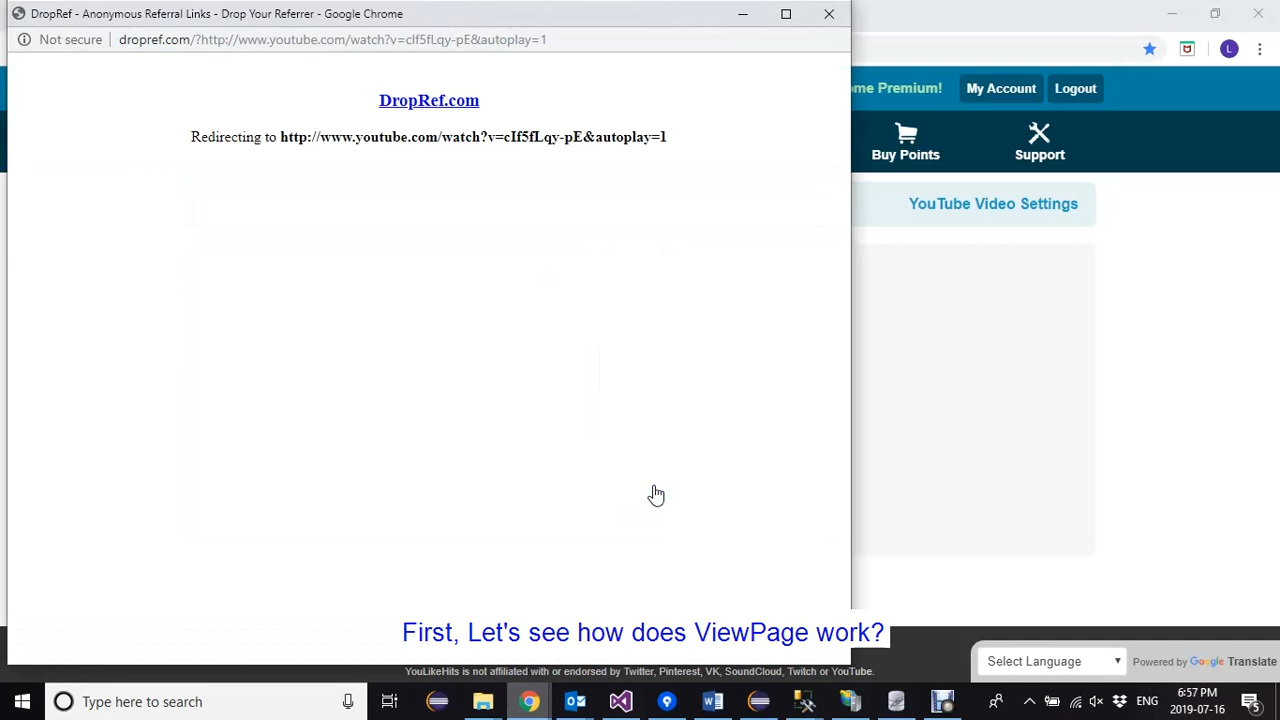 DropRef - Anonymous Referral Links - Drop Your Referrer - Google Chrome
Not secure
dropref.com/?http://www.youtube.com/watch?v=cIf5fLqy-pE&autoplay=1
L
DropRef.com
ome Premium!
My Account
Logout
Redirecting to http://www.youtube.com/watch?v=cIf5fLqy-pE&autoplay=1
Buy Points
Support
YouTube Video Settings
First, Let's see how does ViewPage work?
YouLikeHits is not affiliated with or endorsed by Twitter, Pinterest, VK, SoundCloud, Twitch or YouTube.
Select Language
Powered by Google Translate
Type here to search
ENG
6:57 PM
2019-07-16
5